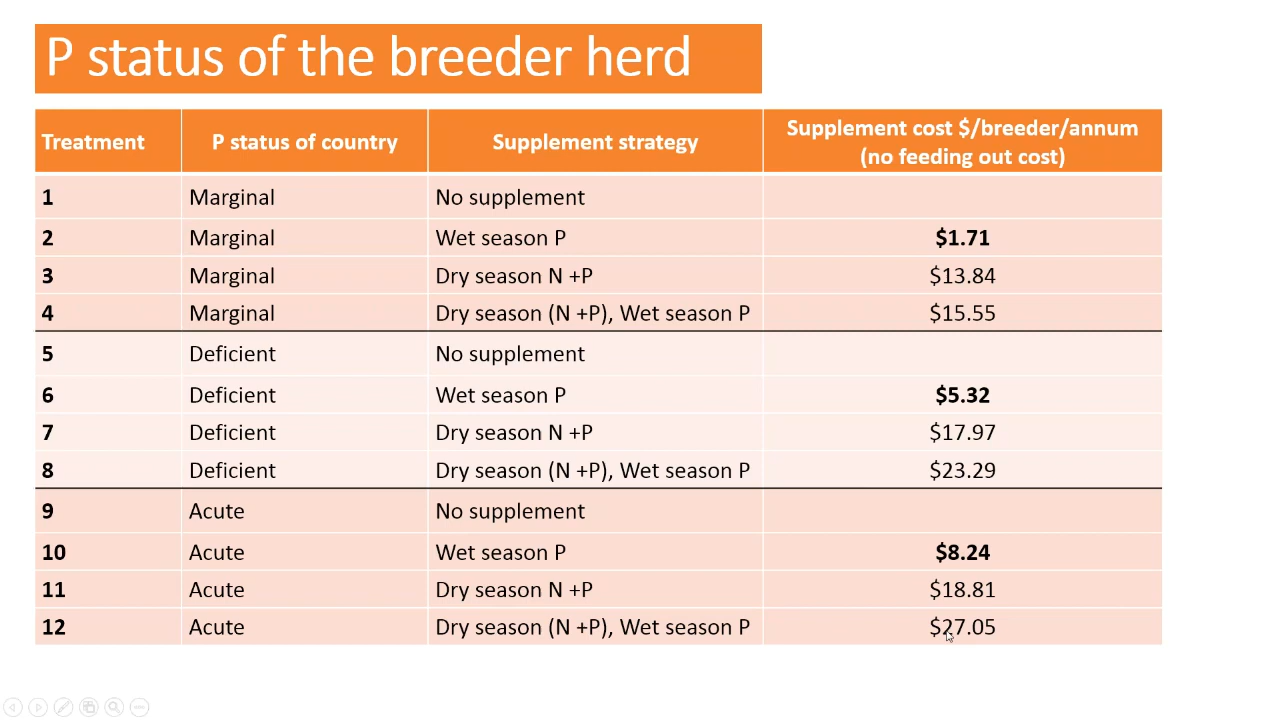 P status of the breeder herd
Treatment P status of country Supplement strategy Supplement cost $/breeder/annum
(no feeding out cost)
1 Marginal No supplement
2 Marginal Wet season P $1.71
3 Marginal Dry season N +P $13.84
4 Marginal Dry season (N +P), Wet season P $15.55
5 Deficient No supplement
6 Deficient Wet season P $5.32
7 Deficient Dry season N +P $17.97
8 Deficient Dry season (N +P), Wet season P $23.29
9 Acute No supplement
10 Acute Wet season P $8.24
11 Acute Dry season N +P $18.81
12 Acute Dry season (N +P), Wet season P $27.05